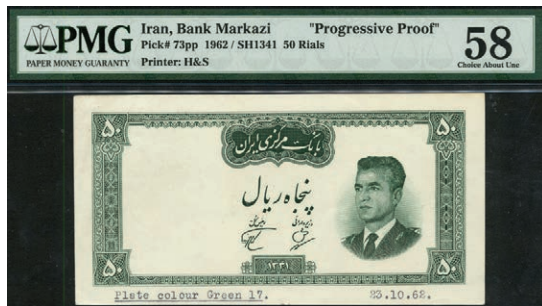 PMG
PAPER MONEY GUARANTY
Iran, Bank Markazi "Progressive Proof"
Pick# 73pp 1962 / SH1341 50 Rials
Printer: H&S
58
Choice About Unc
۵۰ ۵۰
بانک مرکزی ایران
پنجاه ریال
۵۰ ۱۳۴۱ ۵۰
Plate colour Green 17. 23.10.62.